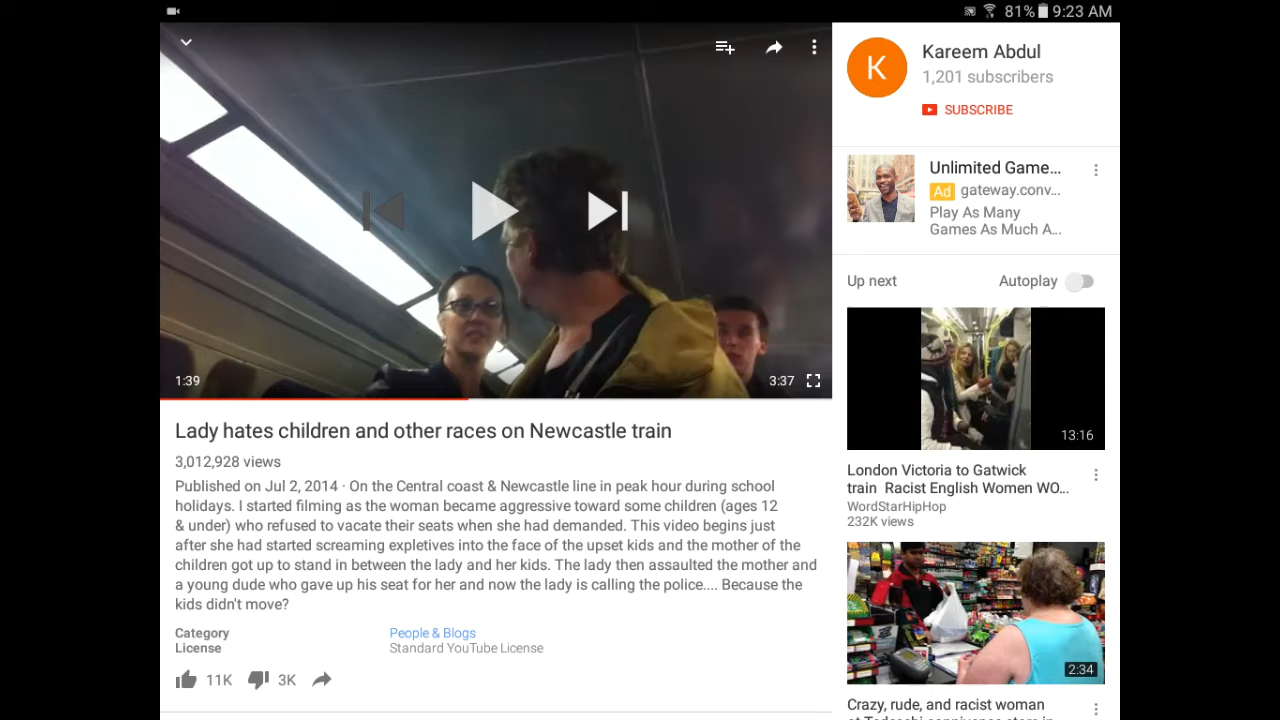 81% 9:23 AM
1:39
3:37
Lady hates children and other races on Newcastle train
3,012,928 views
Published on Jul 2, 2014 · On the Central coast & Newcastle line in peak hour during school
holidays. I started filming as the woman became aggressive toward some children (ages 12
& under) who refused to vacate their seats when she had demanded. This video begins just
after she had started screaming expletives into the face of the upset kids and the mother of the
children got up to stand in between the lady and her kids. The lady then assaulted the mother and
a young dude who gave up his seat for her and now the lady is calling the police.... Because the
kids didn't move?
Category People & Blogs
License Standard YouTube License
11K 3K
K
Kareem Abdul
1,201 subscribers
SUBSCRIBE
Unlimited Game...
Ad gateway.conv...
Play As Many
Games As Much A...
Up next Autoplay
13:16
London Victoria to Gatwick
train Racist English Women WO...
WordStarHipHop
232K views
2:34
Crazy, rude, and racist woman
at Tedeschi connivance store in